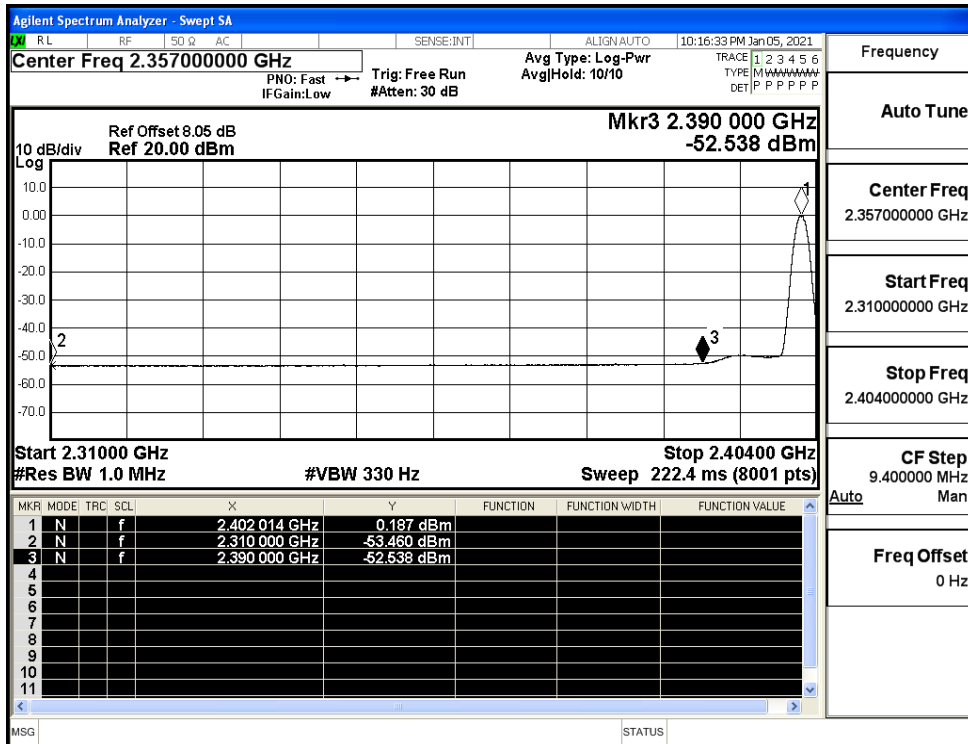 Agilent Spectrum Analyzer - Swept SA
LXI RL RF 50 Ω AC SENSE:INT ALIGN AUTO 10:16:33 PM Jan 05, 2021
Center Freq 2.357000000 GHz
PNO: Fast
IFGain:Low
Trig: Free Run
#Atten: 30 dB
Avg Type: Log-Pwr
Avg|Hold: 10/10
TRACE 1 2 3 4 5 6
TYPE M
DET P P P P P P
Ref Offset 8.05 dB
10 dB/div Ref 20.00 dBm
Log
Mkr3 2.390 000 GHz
-52.538 dBm
10.0
0.00
-10.0
-20.0
-30.0
-40.0
-50.0
-60.0
-70.0
1
2
3
Start 2.31000 GHz Stop 2.40400 GHz
#Res BW 1.0 MHz #VBW 330 Hz Sweep 222.4 ms (8001 pts)
MKR MODE TRC SCL X Y FUNCTION FUNCTION WIDTH FUNCTION VALUE
1 N f 2.402 014 GHz 0.187 dBm
2 N f 2.310 000 GHz -53.460 dBm
3 N f 2.390 000 GHz -52.538 dBm
4
5
6
7
8
9
10
11
MSG STATUS
Frequency
Auto Tune
Center Freq
2.357000000 GHz
Start Freq
2.310000000 GHz
Stop Freq
2.404000000 GHz
CF Step
9.400000 MHz
Auto Man
Freq Offset
0 Hz